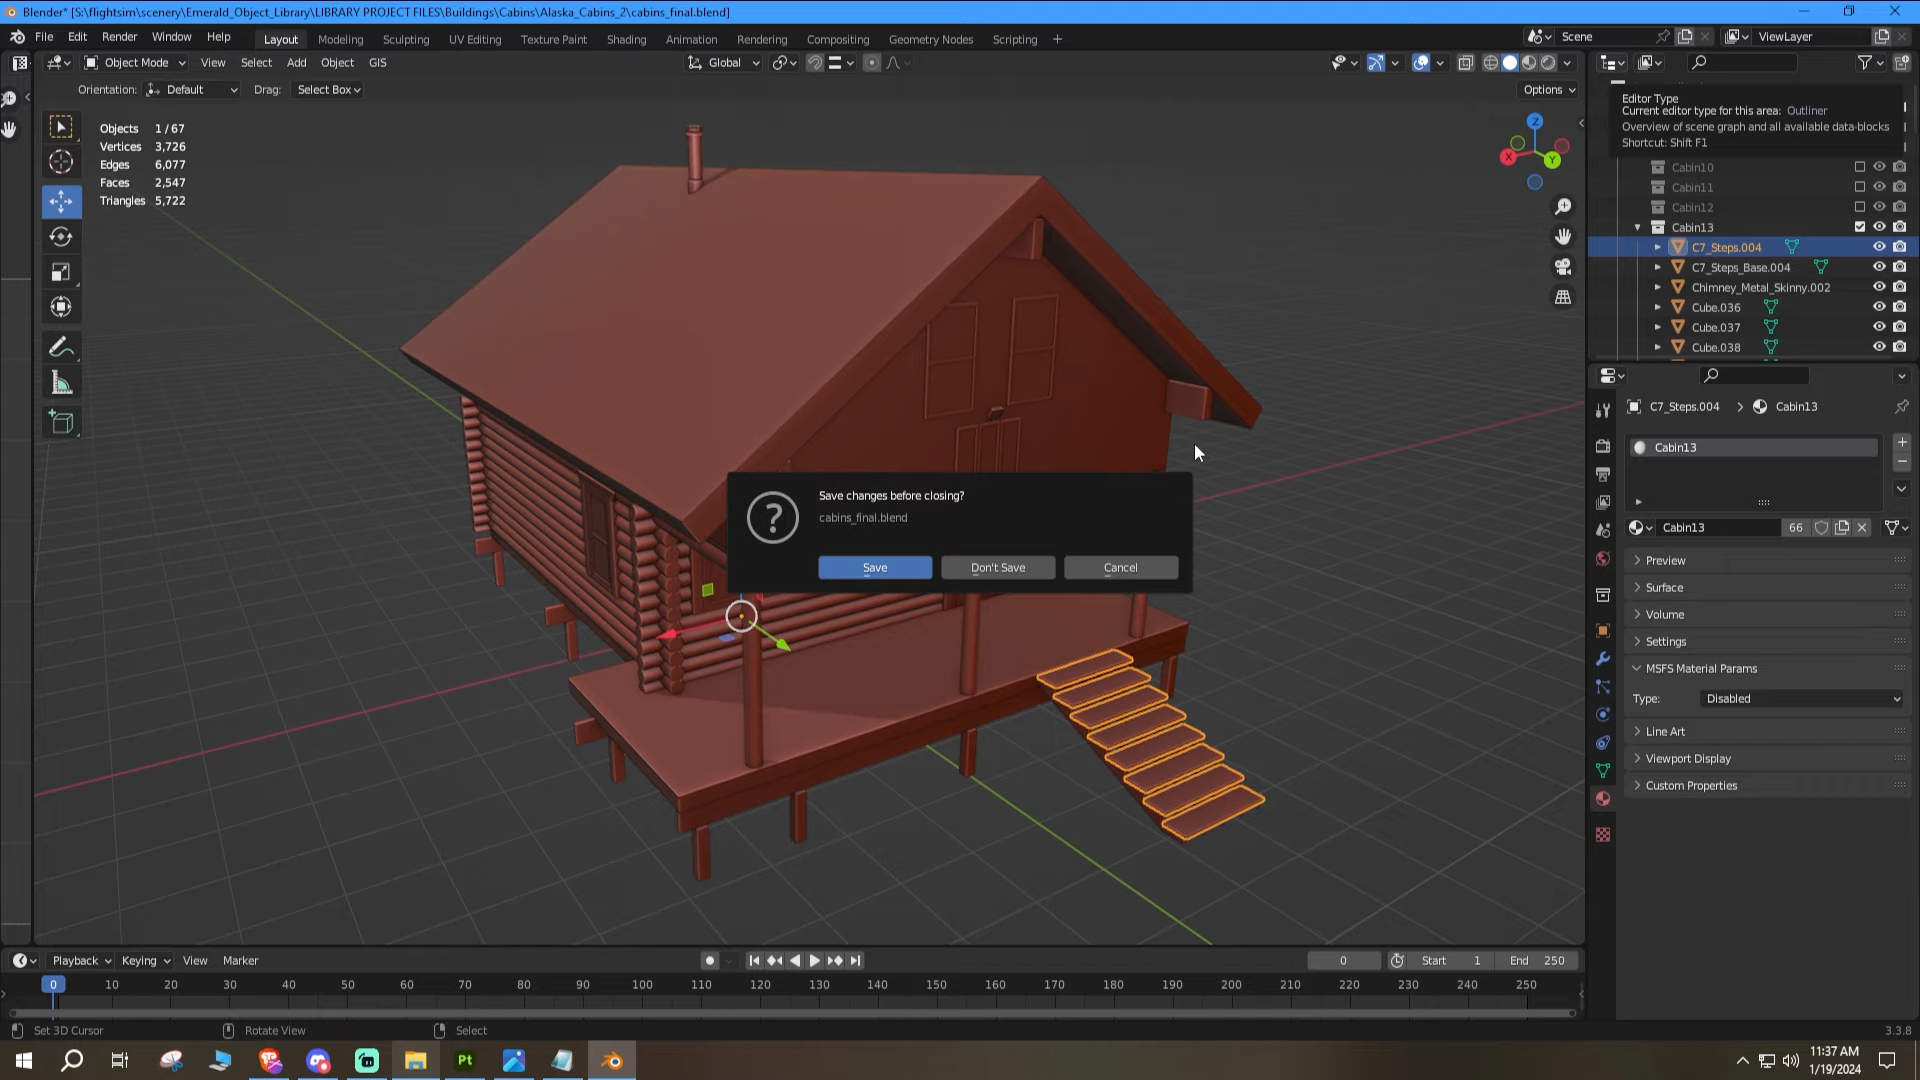 Blender* [S:\flightsim\scenery\Emerald_Object_Library\LIBRARY PROJECT FILES\Buildings\Cabins\Alaska_Cabins_2\cabins_final.blend]
File Edit Render Window Help
Layout Modeling Sculpting UV Editing Texture Paint Shading Animation Rendering Compositing Geometry Nodes Scripting +
Scene
ViewLayer
Object Mode View Select Add Object GIS
Global
Orientation: Default Drag: Select Box
Options
Objects 1 / 67
Vertices 3,726
Edges 6,077
Faces 2,547
Triangles 5,722
Z
X
Y
Editor Type
Current editor type for this area: Outliner
Overview of scene graph and all available data-blocks
Shortcut: Shift F1
Cabin10
Cabin11
Cabin12
Cabin13
C7_Steps.004
C7_Steps_Base.004
Chimney_Metal_Skinny.002
Cube.036
Cube.037
Cube.038
C7_Steps.004 > Cabin13
Cabin13
Cabin13 66
Preview
Surface
Volume
Settings
MSFS Material Params
Type: Disabled
Line Art
Viewport Display
Custom Properties
Save changes before closing?
cabins_final.blend
?
Save Don't Save Cancel
Playback Keying View Marker
0 Start 1 End 250
0 10 20 30 40 50 60 70 80 90 100 110 120 130 140 150 160 170 180 190 200 210 220 230 240 250
Set 3D Cursor Rotate View Select
3.3.8
Pt
11:37 AM
1/19/2024